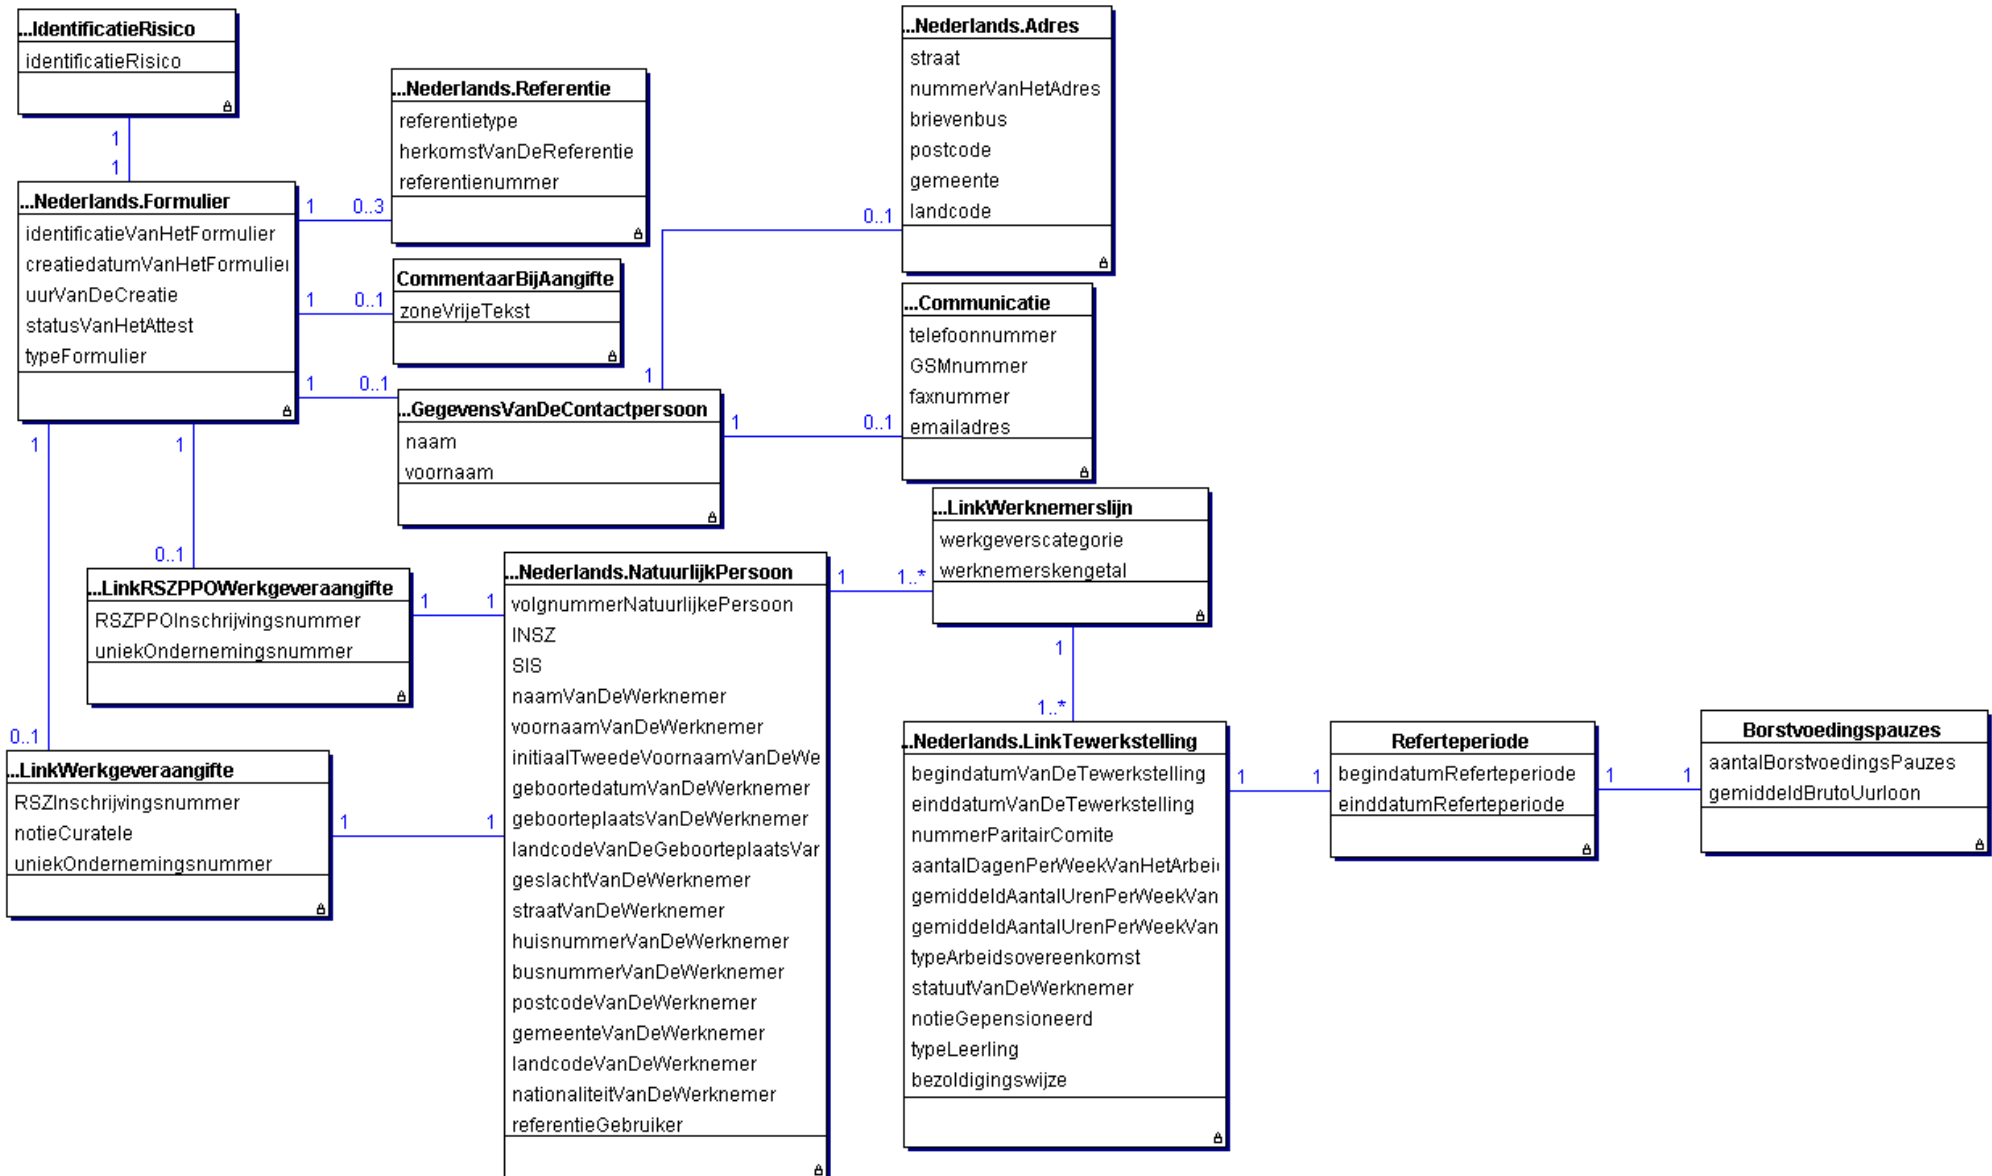 ...IdentificatieRisico
identificatieRisico
1
1
...Nederlands.Formulier
identificatieVanHetFormulier
creatiedatumVanHetFormulier
uurVanDeCreatie
statusVanHetAttest
typeFormulier
1
0..3
1
0..1
1
0..1
1
1
0..1
0..1
...Nederlands.Referentie
referentietype
herkomstVanDeReferentie
referentienummer
CommentaarBijAangifte
zoneVrijeTekst
...GegevensVanDeContactpersoon
naam
voornaam
1
0..1
1
0..1
...Nederlands.Adres
straat
nummerVanHetAdres
brievenbus
postcode
gemeente
landcode
...Communicatie
telefoonnummer
GSMnummer
faxnummer
emailadres
...LinkRSZPPOWerkgeveraangifte
RSZPPOInschrijvingsnummer
uniekOndernemingsnummer
1
1
...LinkWerkgeveraangifte
RSZInschrijvingsnummer
notieCuratele
uniekOndernemingsnummer
1
1
...Nederlands.NatuurlijkPersoon
volgnummerNatuurlijkePersoon
INSZ
SIS
naamVanDeWerknemer
voornaamVanDeWerknemer
initiaalTweedeVoornaamVanDeWe
geboortedatumVanDeWerknemer
geboorteplaatsVanDeWerknemer
landcodeVanDeGeboorteplaatsVar
geslachtVanDeWerknemer
straatVanDeWerknemer
huisnummerVanDeWerknemer
busnummerVanDeWerknemer
postcodeVanDeWerknemer
gemeenteVanDeWerknemer
landcodeVanDeWerknemer
nationaliteitVanDeWerknemer
referentieGebruiker
1
1..*
...LinkWerknemerslijn
werkgeverscategorie
werknemerskengetal
1
1..*
...Nederlands.LinkTewerkstelling
begindatumVanDeTewerkstelling
einddatumVanDeTewerkstelling
nummerParitairComite
aantalDagenPerWeekVanHetArbei
gemiddeldAantalUrenPerWeekVan
gemiddeldAantalUrenPerWeekVan
typeArbeidsovereenkomst
statuutVanDeWerknemer
notieGepensioneerd
typeLeerling
bezoldigingswijze
1
1
Referteperiode
begindatumReferteperiode
einddatumReferteperiode
1
1
Borstvoedingspauzes
aantalBorstvoedingsPauzes
gemiddeldBrutoUurloon